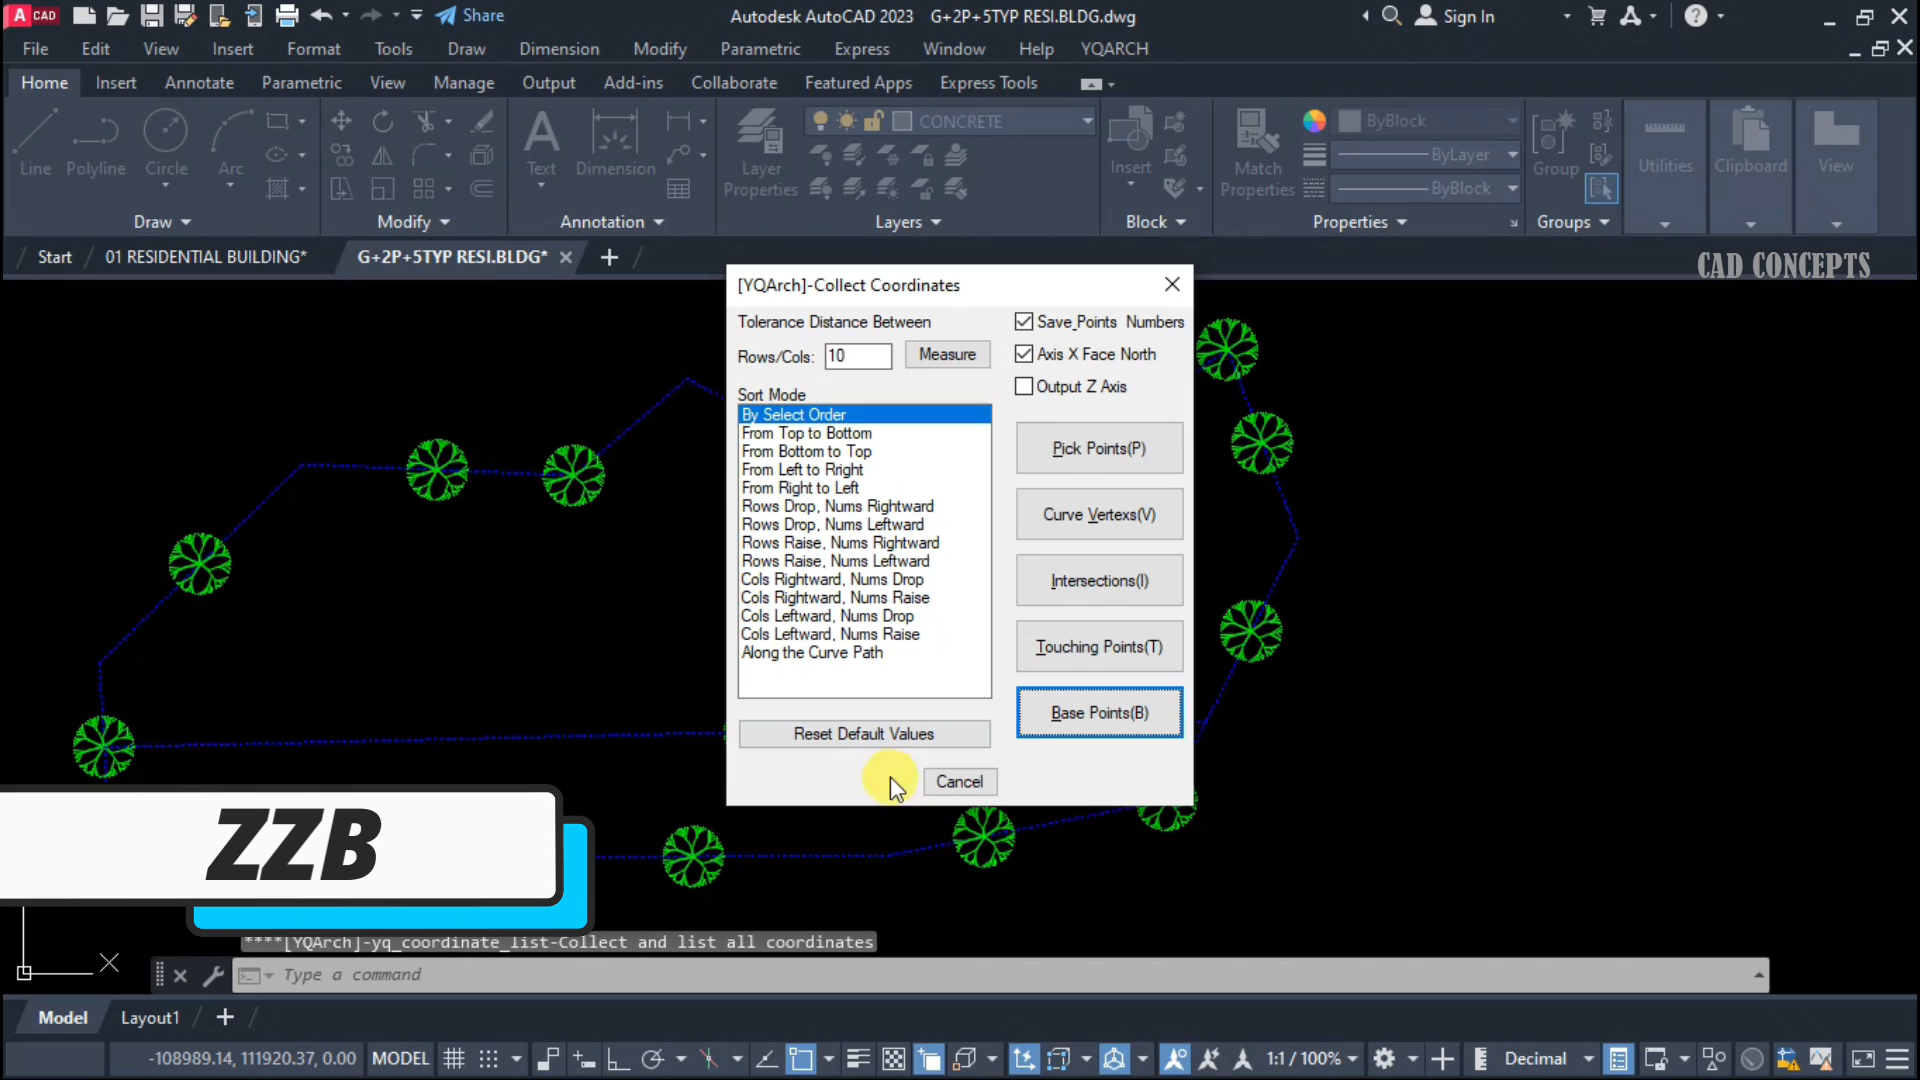 A CAD
Share
Autodesk AutoCAD 2023 G+2P+5TYP RESI.BLDG.dwg
Sign In
File Edit View Insert Format Tools Draw Dimension Modify Parametric Express Window Help YQARCH
Home Insert Annotate Parametric View Manage Output Add-ins Collaborate Featured Apps Express Tools
CONCRETE
ByBlock
ByLayer
ByBlock
Line Polyline Circle Arc Text Dimension
Layer Properties
Insert
Match Properties
Group Utilities Clipboard View
Draw Modify Annotation Layers Block Properties Groups
Start 01 RESIDENTIAL BUILDING* G+2P+5TYP RESI.BLDG*
CAD CONCEPTS
[YQArch]-Collect Coordinates
Tolerance Distance Between
Rows/Cols: 10 Measure
Save_Points Numbers
Axis X Face North
Output Z Axis
Sort Mode
By Select Order
From Top to Bottom
From Bottom to Top
From Left to Rright
From Right to Left
Rows Drop, Nums Rightward
Rows Drop, Nums Leftward
Rows Raise, Nums Rightward
Rows Raise, Nums Leftward
Cols Rightward, Nums Drop
Cols Rightward, Nums Raise
Cols Leftward, Nums Drop
Cols Leftward, Nums Raise
Along the Curve Path
Pick Points(P)
Curve Vertexs(V)
Intersections(I)
Touching Points(T)
Base Points(B)
Reset Default Values
Cancel
ZZB
****[YQArch]-yq_coordinate_list-Collect and list all coordinates
Type a command
Model Layout1
-108989.14, 111920.37, 0.00 MODEL 1:1 / 100% Decimal